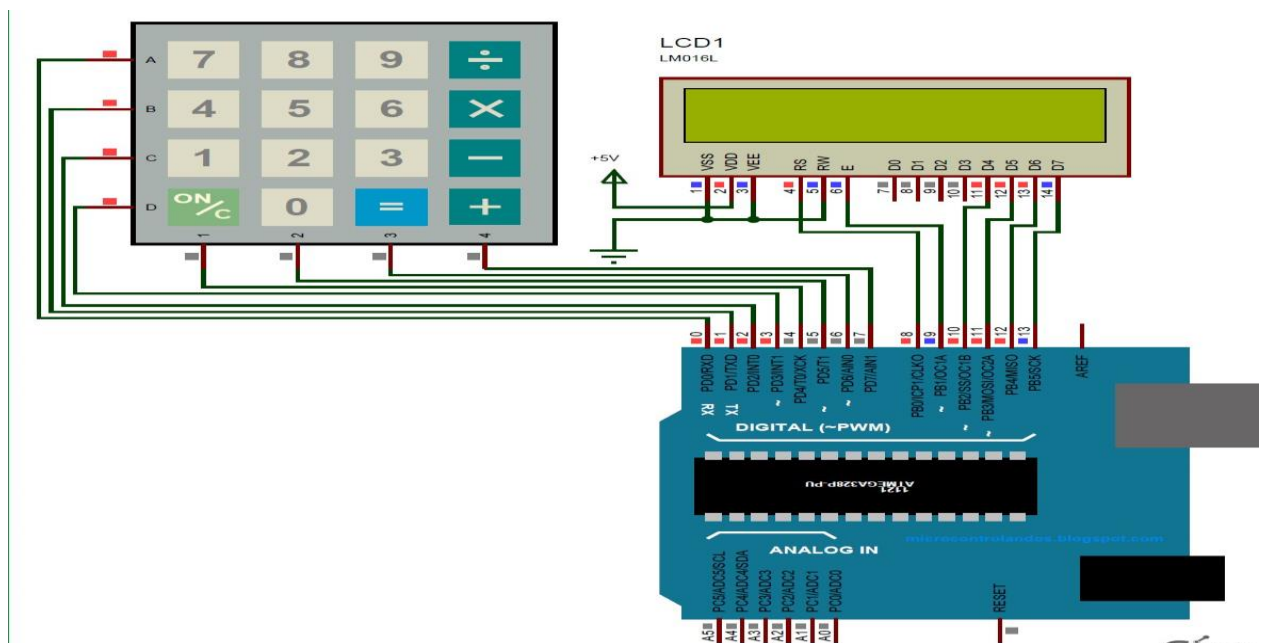 LCD1
LM016L
A 7 8 9 ÷
B 4 5 6 ×
C 1 2 3 −
D ON/C 0 = +
1 2 3 4
+5V
VSS VDD VEE RS RW E D0 D1 D2 D3 D4 D5 D6 D7
1 2 3 4 5 6 7 8 9 10 11 12 13 14
0 1 2 3 4 5 6 7 8 9 10 11 12 13
PD0/RXD PD1/TXD PD2/INT0 PD3/INT1 PD4/T0/XCK PD5/T1 PD6/AIN0 PD7/AIN1 PB0/ICP1/CLKO PB1/OC1A PB2/SS/OC1B PB3/MOSI/OC2A PB4/MISO PB5/SCK AREF
RX TX ~ ~ ~ ~ ~ ~
DIGITAL (~PWM)
1121
ATMEGA328P-PU
microcontrolandos.blogspot.com
ANALOG IN
PC5/ADC5/SCL PC4/ADC4/SDA PC3/ADC3 PC2/ADC2 PC1/ADC1 PC0/ADC0 RESET
A5 A4 A3 A2 A1 A0